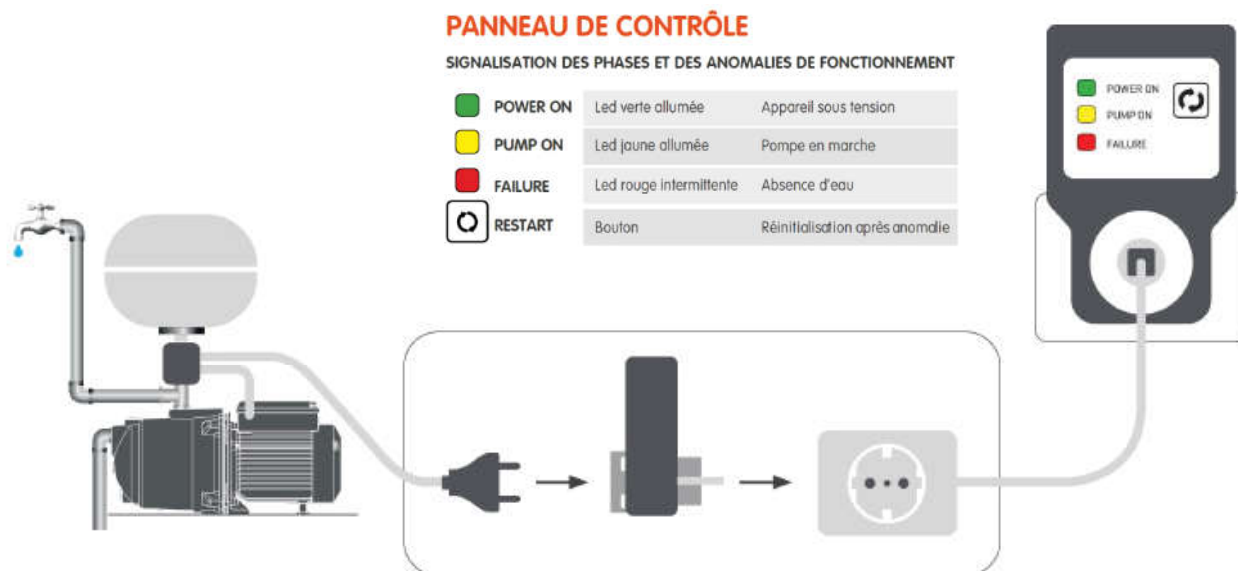 PANNEAU DE CONTRÔLE
SIGNALISATION DES PHASES ET DES ANOMALIES DE FONCTIONNEMENT
POWER ON Led verte allumée Appareil sous tension
PUMP ON Led jaune allumée Pompe en marche
FAILURE Led rouge intermittente Absence d'eau
RESTART Bouton Réinitialisation après anomalie
POWER ON
PUMP ON
FAILURE